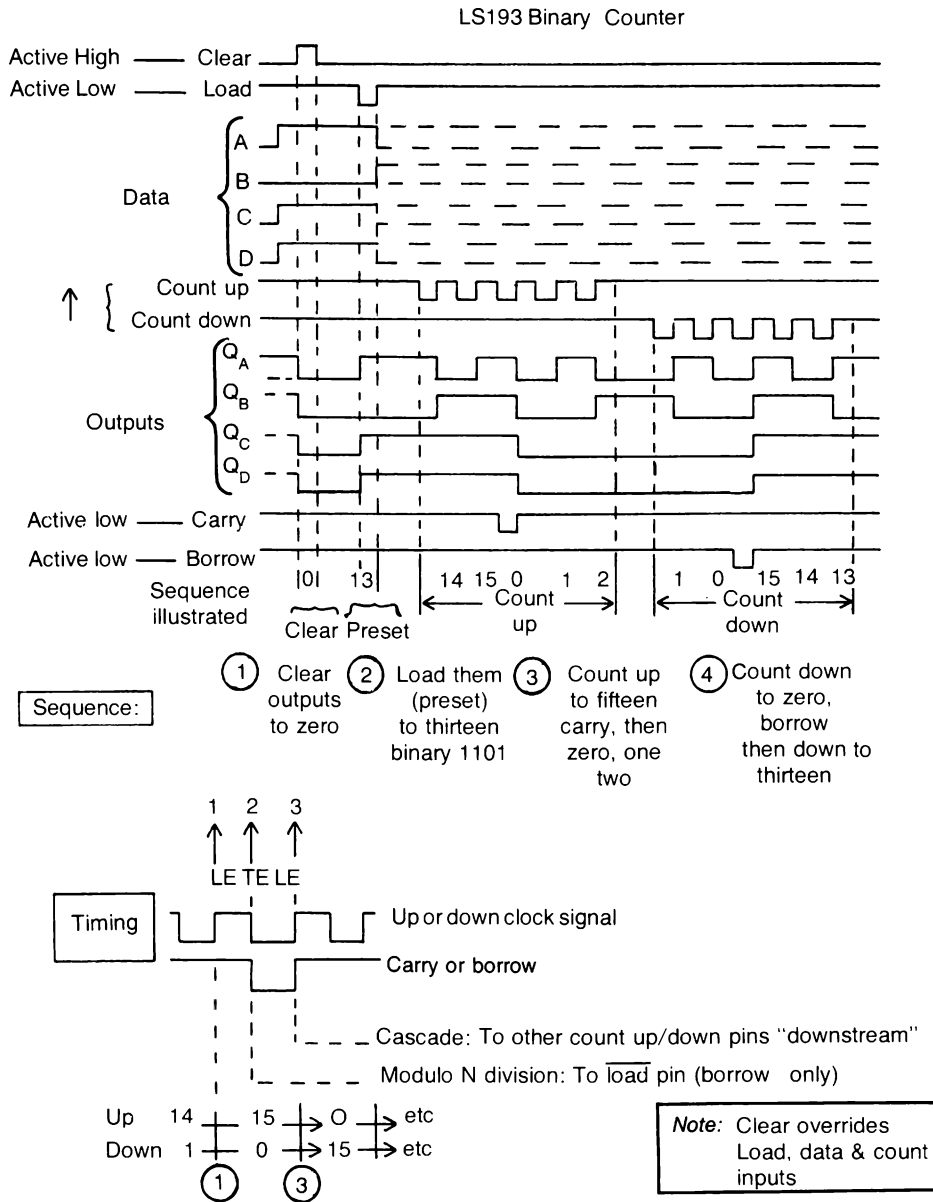 LS193 Binary Counter
Active High — Clear
Active Low — Load
Data
A
B
C
D
Count up
↑
Count down
Outputs
QA
QB
QC
QD
Active low — Carry
Active low — Borrow
Sequence illustrated
0 13 14 15 0 1 2 1 0 15 14 13
Clear Preset Count up Count down
1 Clear outputs to zero
2 Load them (preset) to thirteen binary 1101
3 Count up to fifteen carry, then zero, one two
4 Count down to zero, borrow then down to thirteen
Sequence:
1 2 3
LE TE LE
Timing
Up or down clock signal
Carry or borrow
Cascade: To other count up/down pins "downstream"
Modulo N division: To load pin (borrow only)
Up 14 15 O etc
Down 1 0 15 etc
1 3
Note: Clear overrides
Load, data & count
inputs